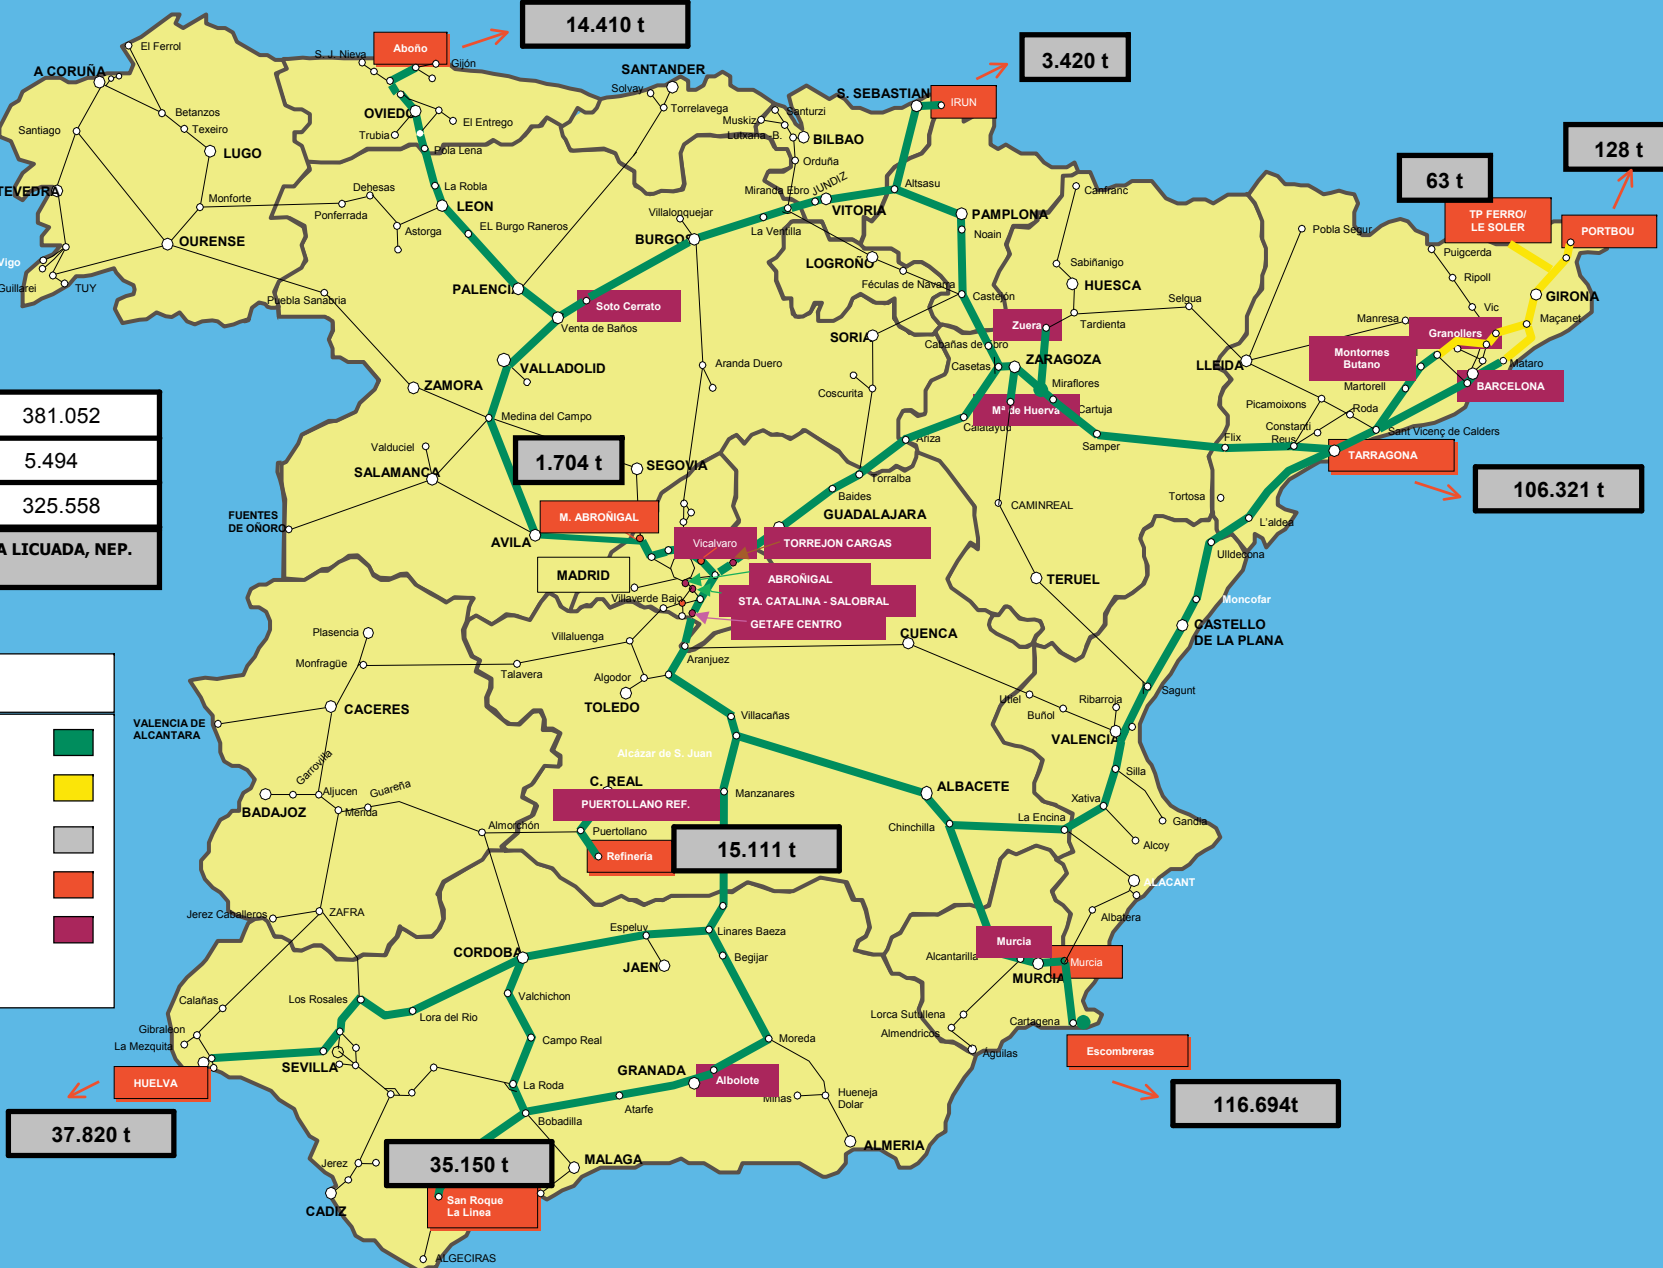 14.410 t
3.420 t
128 t
63 t
El Ferrol
S. J. Nieva
Aboño
Gijón
A CORUÑA
SANTANDER
Solvay
S. SEBASTIAN
IRUN
Betanzos
Texeiro
OVIEDO
El Entrego
Torrelavega
Santurzi
Muskiz
Lutxana -B.
BILBAO
Santiago
Trubia
LUGO
Pola Lena
Orduña
Canfranc
TEVEDRA
Dehesas
La Robla
Miranda Ebro
JUNDIZ
Altsasu
Monforte
Ponferrada
LEON
Villalonquejar
VITORIA
PAMPLONA
TP FERRO/
LE SOLER
PORTBOU
Astorga
EL Burgo Raneros
La Ventilla
Noain
Pobla Segur
OURENSE
BURGOS
Puigcerda
Vigo
LOGROÑO
Sabiñanigo
Ripoll
Guillarei
TUY
PALENCIA
Féculas de Navarra
HUESCA
Puebla Sanabria
Soto Cerrato
Castejón
Selgua
GIRONA
Vic
Venta de Baños
SORIA
Zuera
Tardienta
Manresa
Maçanet
Granollers
Cabañas de Ebro
Montornes
Butano
ZARAGOZA
Casetas
LLEIDA
Mataro
VALLADOLID
Aranda Duero
Miraflores
Martorell
BARCELONA
ZAMORA
Coscurita
Mª de Huerva
Cartuja
Picamoixons
Roda
Medina del Campo
Calatayud
Constanti
Reus
Sant Vicenç de Calders
381.052
5.494
325.558
A LICUADA, NEP.
Valduciel
Ariza
Samper
Flix
TARRAGONA
1.704 t
SEGOVIA
SALAMANCA
Torralba
106.321 t
Baides
CAMINREAL
Tortosa
FUENTES
DE OÑORO
M. ABROÑIGAL
GUADALAJARA
L'aldea
AVILA
Vicalvaro
TORREJON CARGAS
Ulldecona
MADRID
ABROÑIGAL
TERUEL
Villaverde Bajo
STA. CATALINA - SALOBRAL
Moncofar
GETAFE CENTRO
CASTELLO
DE LA PLANA
Plasencia
Villaluenga
CUENCA
Monfragüe
Aranjuez
Talavera
Algodor
Sagunt
TOLEDO
Utiel
Ribarroja
CACERES
Buñol
VALENCIA DE
ALCANTARA
Villacañas
VALENCIA
Alcázar de S. Juan
Silla
Garrovilla
C. REAL
ALBACETE
Aljucen
Guareña
Manzanares
Xativa
BADAJOZ
Merida
PUERTOLLANO REF.
La Encina
Gandia
Almorchón
Puertollano
Chinchilla
Alcoy
Refinería
15.111 t
ALACANT
Jerez Caballeros
ZAFRA
Albatera
Espeluy
Linares Baeza
Murcia
CORDOBA
Begijar
Alcantarilla
Murcia
JAEN
MURCIA
Valchichon
Calañas
Los Rosales
Lora del Rio
Lorca Sutullena
Cartagena
Gibraleon
Almendricos
La Mezquita
Campo Real
Moreda
Aguilas
Escombreras
SEVILLA
GRANADA
Albolote
HUELVA
La Roda
Minas
Hueneja
Dolar
Atarfe
116.694t
37.820 t
Bobadilla
ALMERIA
35.150 t
MALAGA
Jerez
San Roque
La Linea
CADIZ
ALGECIRAS